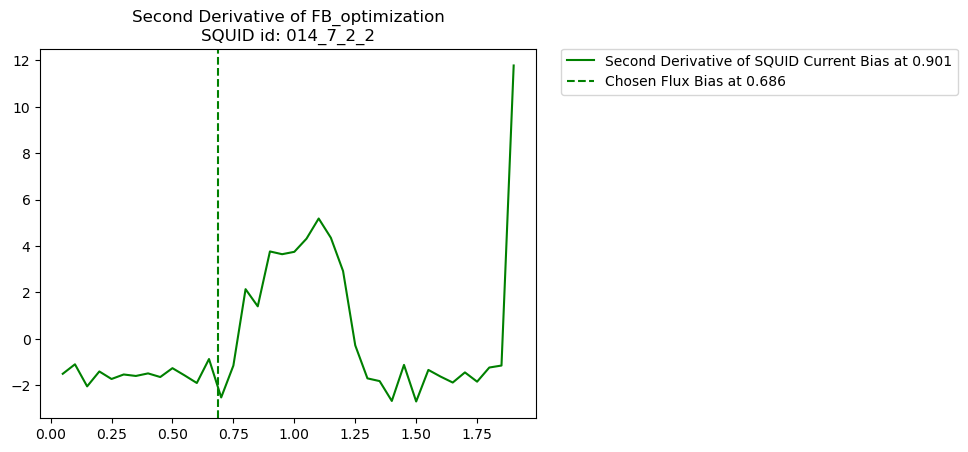 Second Derivative of FB_optimization
SQUID id: 014_7_2_2
Second Derivative of SQUID Current Bias at 0.901
Chosen Flux Bias at 0.686
12
10
8
6
4
2
0
−2
0.00 0.25 0.50 0.75 1.00 1.25 1.50 1.75